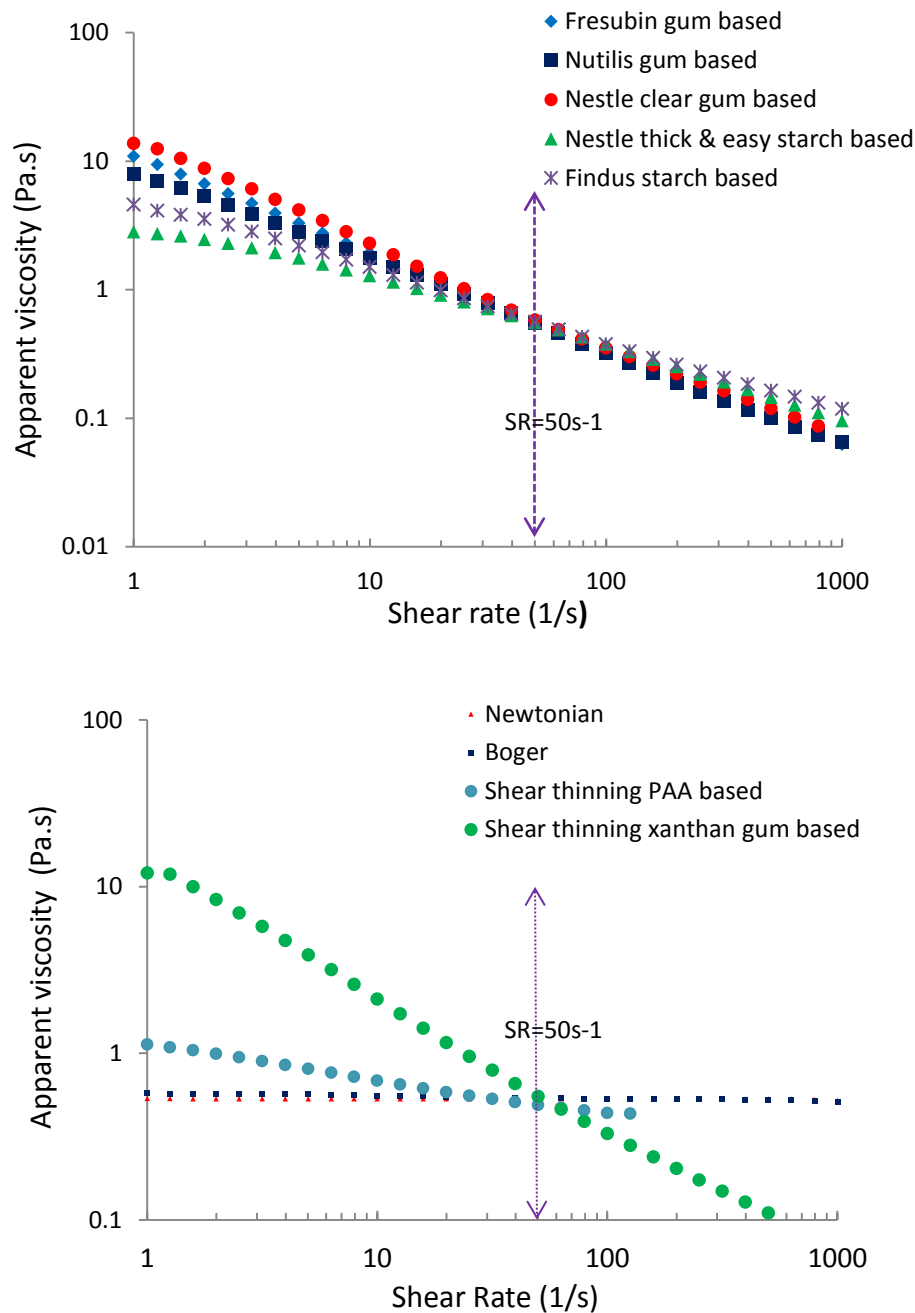 100
10
1
0.1
0.01
Apparent viscosity (Pa.s)
Fresubin gum based
Nutilis gum based
Nestle clear gum based
Nestle thick & easy starch based
Findus starch based
SR=50s-1
1
10
100
1000
Shear rate (1/s)
100
10
1
0.1
Apparent viscosity (Pa.s)
Newtonian
Boger
Shear thinning PAA based
Shear thinning xanthan gum based
SR=50s-1
1
10
100
1000
Shear Rate (1/s)